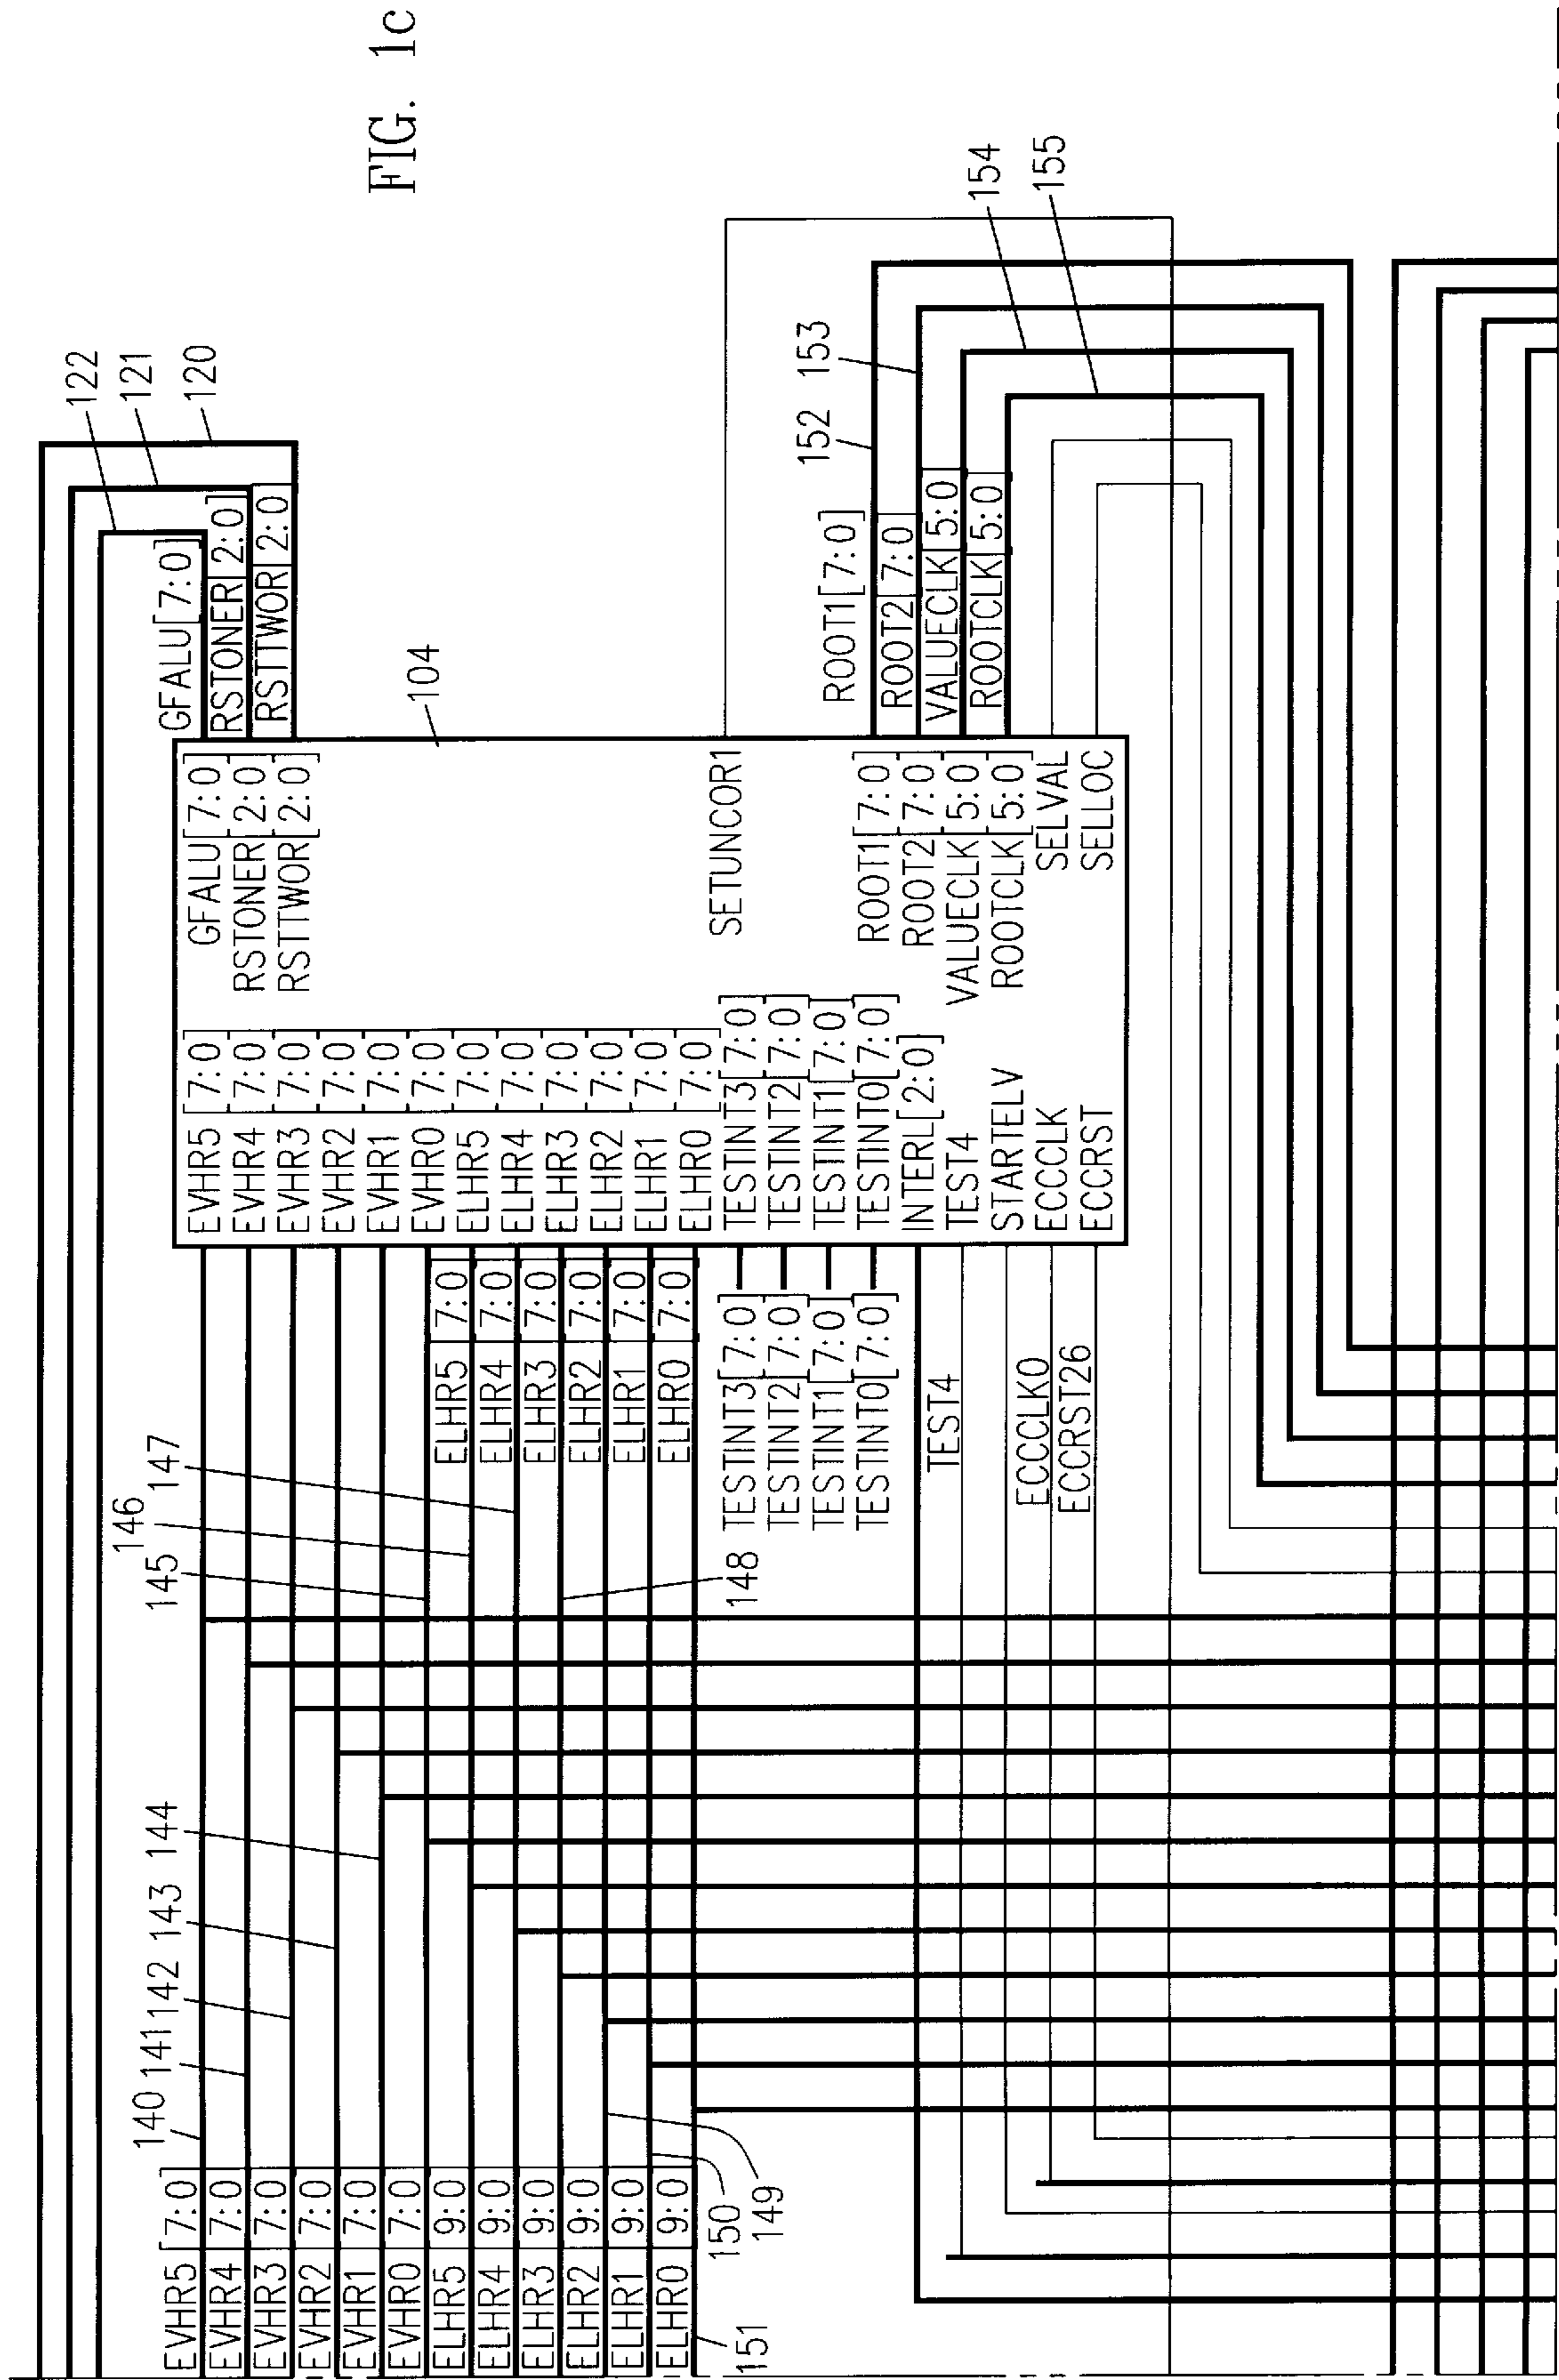 FIG. 1c
122
121
120
GFALU[7:0]
RSTONER[2:0]
RSTTWOR[2:0]
140
141
142
143
144
145
146
147
EVHR5[7:0]
EVHR4[7:0]
EVHR3[7:0]
EVHR2[7:0]
EVHR1[7:0]
EVHR0[7:0]
ELHR5[9:0]
ELHR4[9:0]
ELHR3[9:0]
ELHR2[9:0]
ELHR1[9:0]
ELHR0[9:0]
151
150
149
148
ELHR5[7:0]
ELHR4[7:0]
ELHR3[7:0]
ELHR2[7:0]
ELHR1[7:0]
ELHR0[7:0]
TESTINT3[7:0]
TESTINT2[7:0]
TESTINT1[7:0]
TESTINT0[7:0]
TEST4
ECCCLK0
ECCRST26
EVHR5[7:0]
EVHR4[7:0]
EVHR3[7:0]
EVHR2[7:0]
EVHR1[7:0]
EVHR0[7:0]
ELHR5[7:0]
ELHR4[7:0]
ELHR3[7:0]
ELHR2[7:0]
ELHR1[7:0]
ELHR0[7:0]
TESTINT3[7:0]
TESTINT2[7:0]
TESTINT1[7:0]
TESTINT0[7:0]
INTERL[2:0]
TEST4
STARTELV
ECCCLK
ECCRST
GFALU[7:0]
RSTONER[2:0]
RSTTWOR[2:0]
SETUNCOR1
ROOT1[7:0]
ROOT2[7:0]
VALUECLK[5:0]
ROOTCLK[5:0]
SELVAL
SELLOC
104
ROOT1[7:0]
ROOT2[7:0]
VALUECLK[5:0]
ROOTCLK[5:0]
152
153
154
155